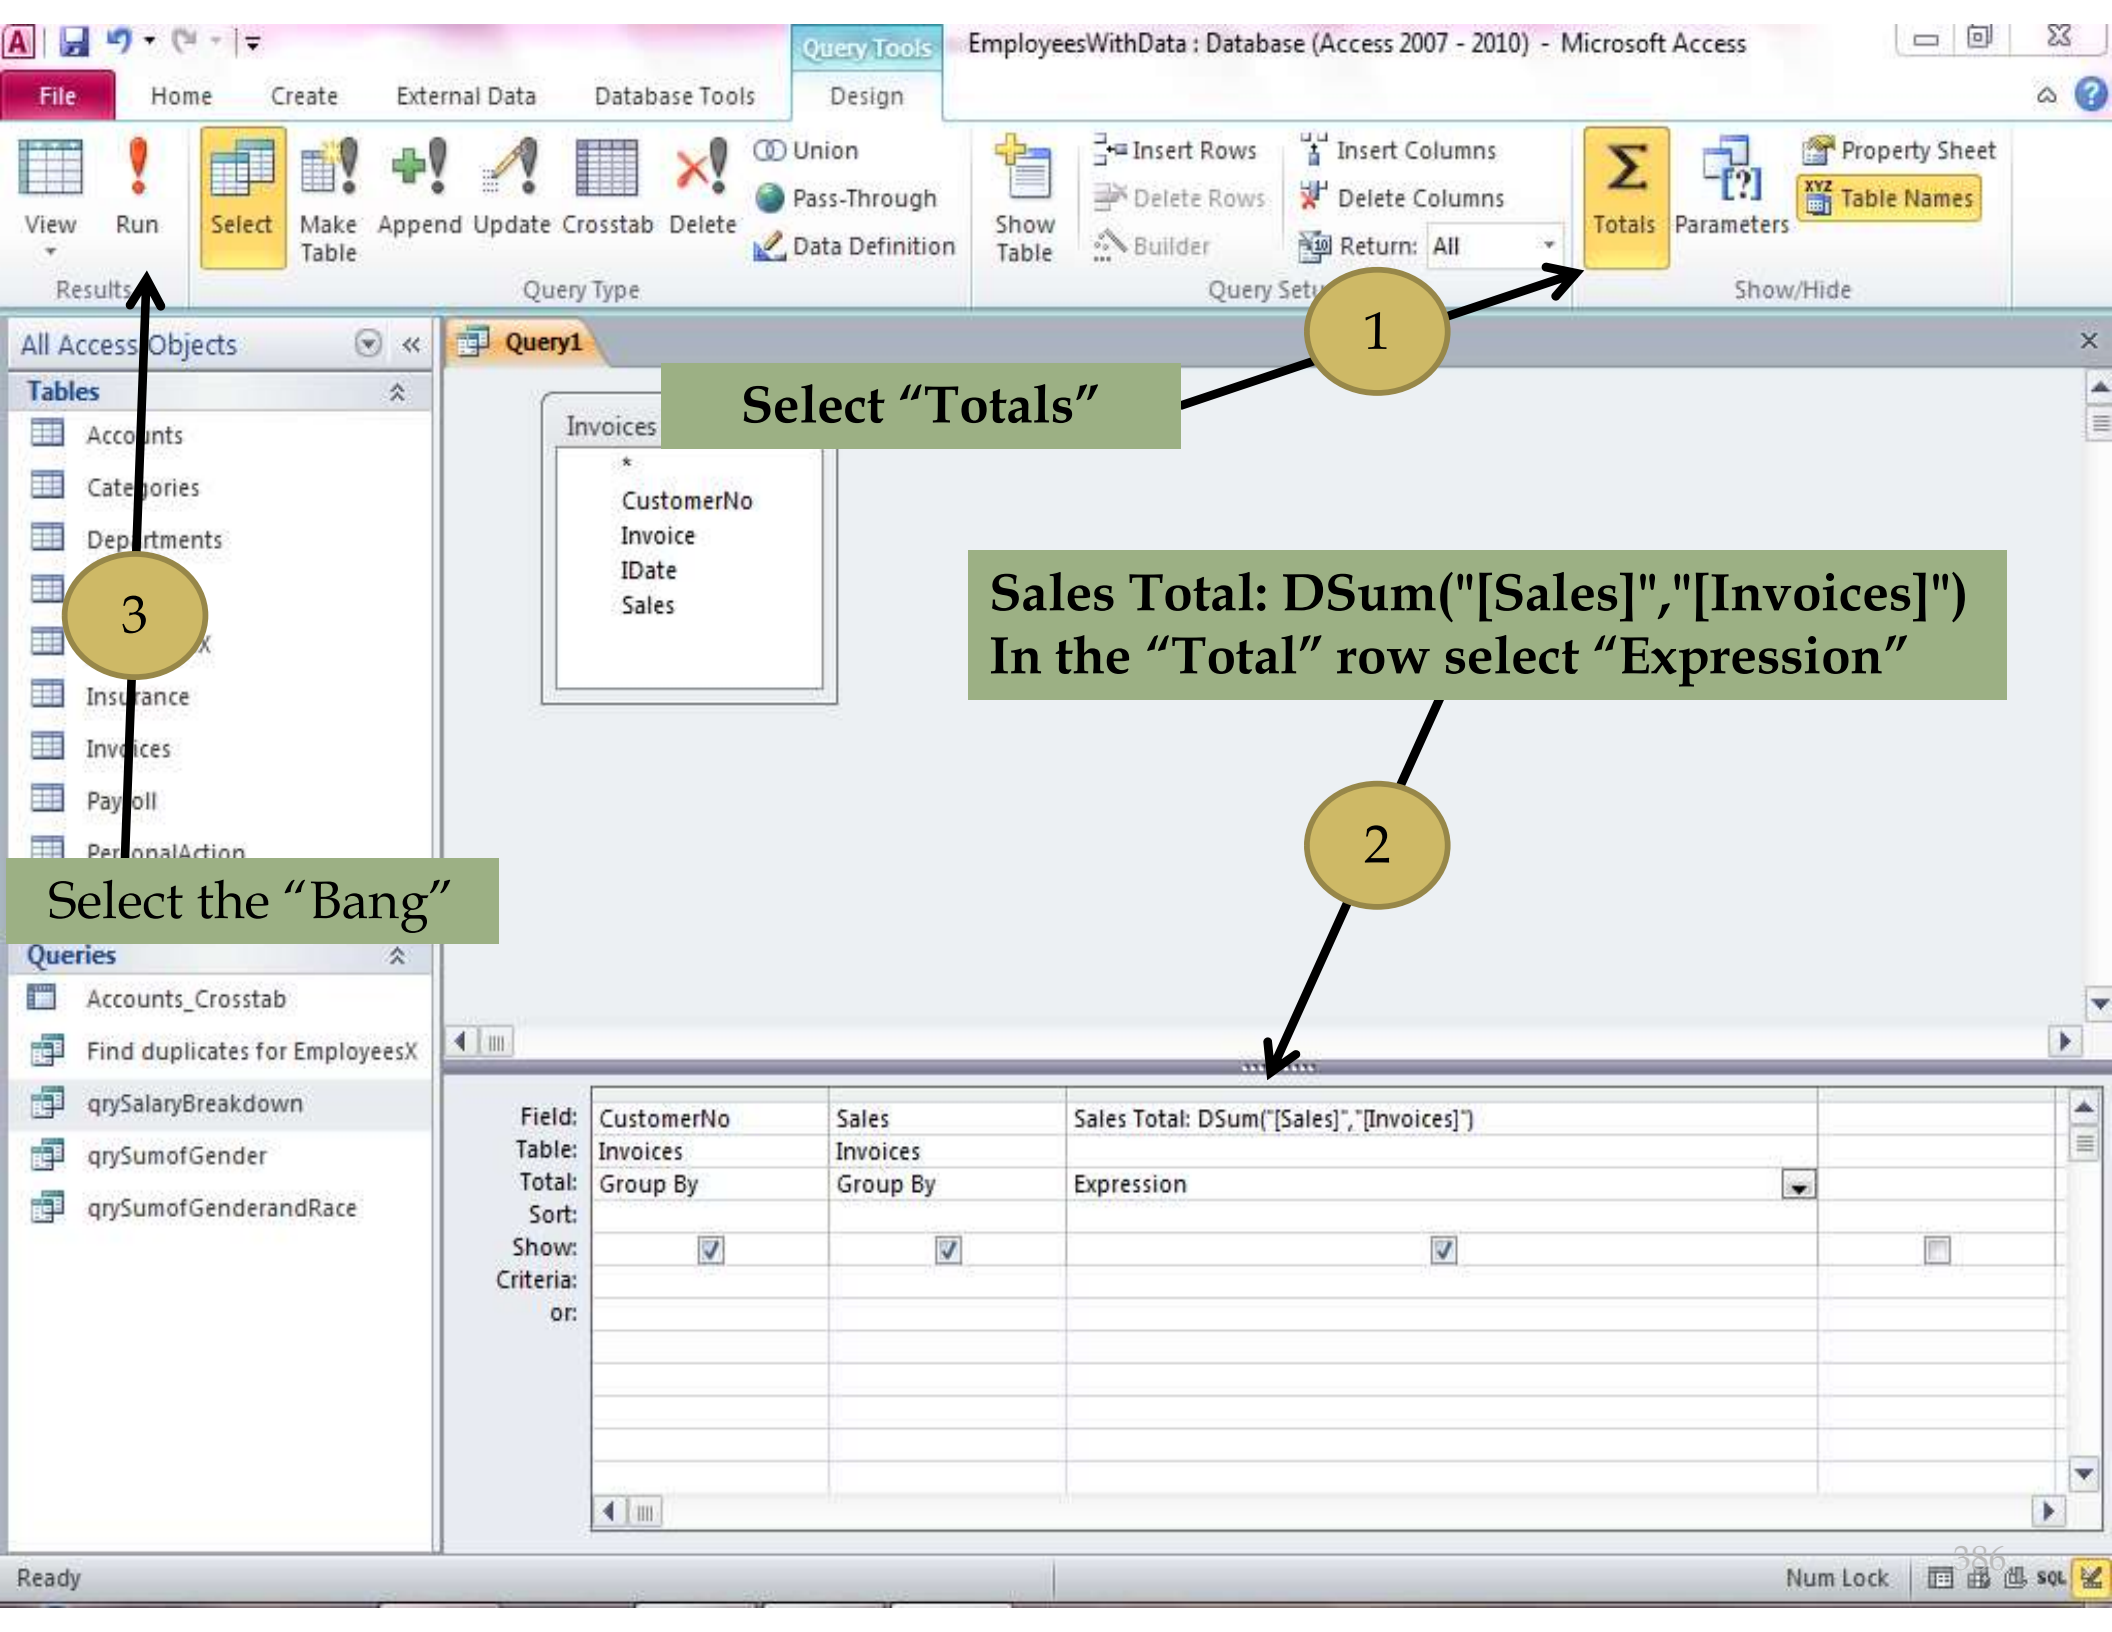 A
Query Tools
EmployeesWithData : Database (Access 2007 - 2010) - Microsoft Access
File
Home
Create
External Data
Database Tools
Design
View
Run
Select
Make
Table
Append
Update
Crosstab
Delete
Union
Pass-Through
Data Definition
Show
Table
Insert Rows
Delete Rows
Builder
Insert Columns
Delete Columns
Return: All
Totals
Parameters
Property Sheet
Table Names
Results
Query Type
Query
Show/Hide
1
All Access Objects
Query1
Tables
Select “Totals”
Accounts
Categories
Departments
Insurance
Invoices
Payroll
PersonalAction
3
Invoices
*
CustomerNo
Invoice
IDate
Sales
Sales Total: DSum("[Sales]","[Invoices]")
In the “Total” row select “Expression”
2
Select the “Bang”
Queries
Accounts_Crosstab
Find duplicates for EmployeesX
qrySalaryBreakdown
qrySumofGender
qrySumofGenderandRace
Field: CustomerNo Sales Sales Total: DSum("[Sales]","[Invoices]")
Table: Invoices Invoices
Total: Group By Group By Expression
Sort:
Show:
Criteria:
or:
386
Ready
Num Lock
SQL